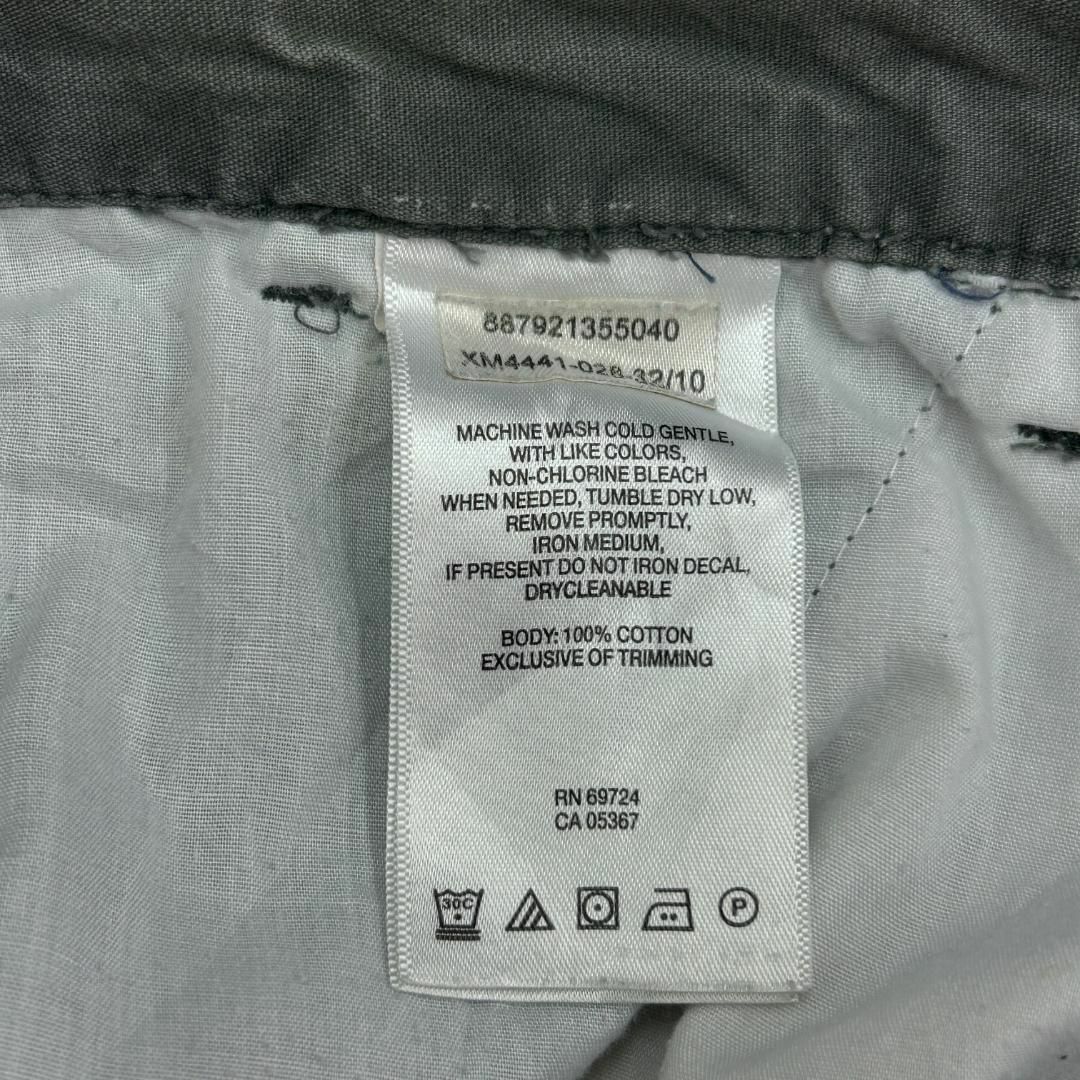 887921355040
XM4441-028-32/10
MACHINE WASH COLD GENTLE,
WITH LIKE COLORS,
NON-CHLORINE BLEACH
WHEN NEEDED, TUMBLE DRY LOW,
REMOVE PROMPTLY,
IRON MEDIUM,
IF PRESENT DO NOT IRON DECAL,
DRYCLEANABLE
BODY: 100% COTTON
EXCLUSIVE OF TRIMMING
RN 69724
CA 05367
30C P